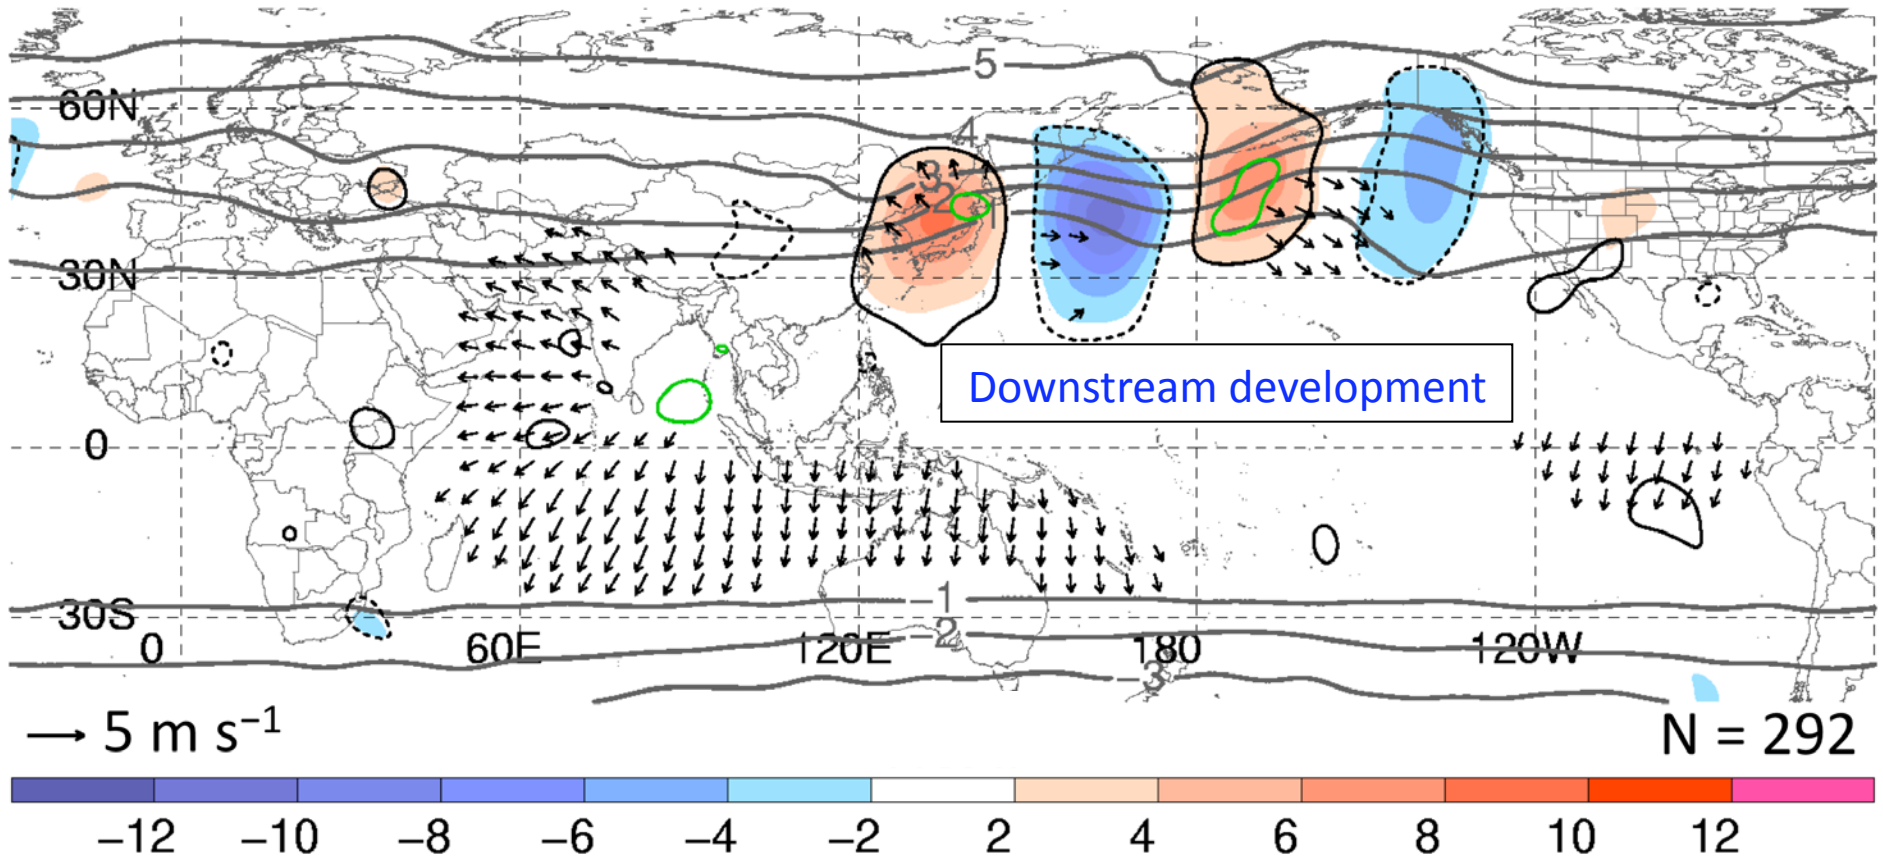 5
60N
4
3
2
30N
Downstream development
0
−1
30S
−2
0 60E 120E 180 120W
−3
5 m s−1
N = 292
−12 −10 −8 −6 −4 −2 2 4 6 8 10 12